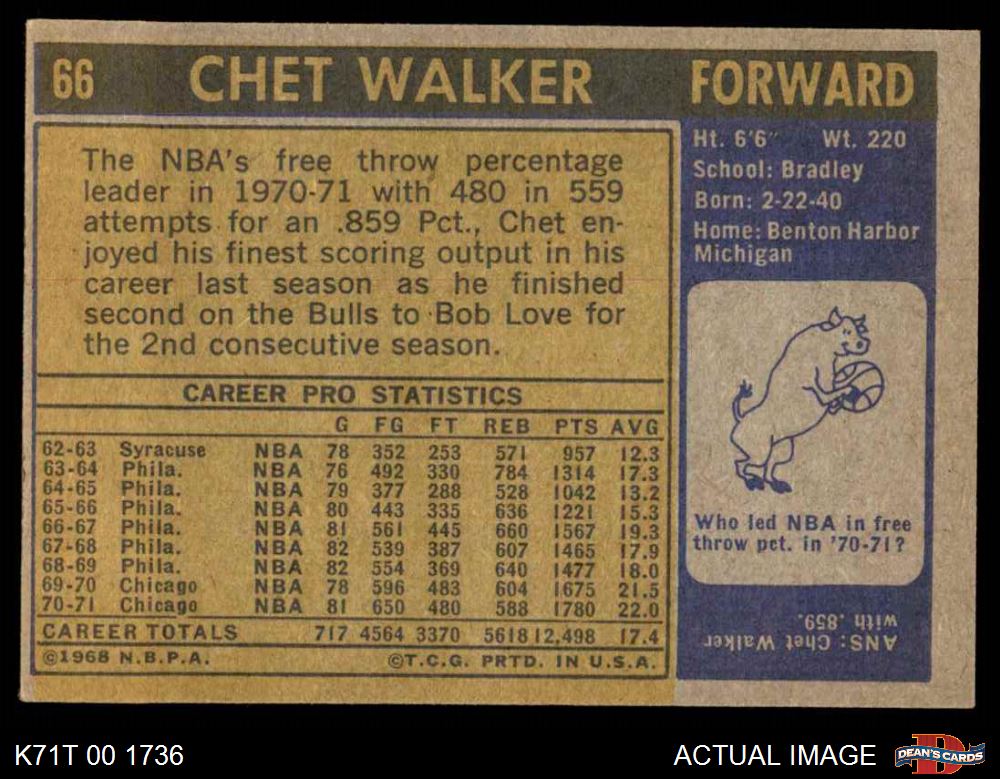 66 CHET WALKER FORWARD
The NBA's free throw percentage
leader in 1970-71 with 480 in 559
attempts for an .859 Pct., Chet en-
joyed his finest scoring output in his
career last season as he finished
second on the Bulls to Bob Love for
the 2nd consecutive season.
Ht. 6'6" Wt. 220
School: Bradley
Born: 2-22-40
Home: Benton Harbor
Michigan
CAREER PRO STATISTICS
G FG FT REB PTS AVG
62-63 Syracuse NBA 78 352 253 571 957 12.3
63-64 Phila. NBA 76 492 330 784 1314 17.3
64-65 Phila. NBA 79 377 288 528 1042 13.2
65-66 Phila. NBA 80 443 335 636 1221 15.3
66-67 Phila. NBA 81 561 445 660 1567 19.3
67-68 Phila. NBA 82 539 387 607 1465 17.9
68-69 Phila. NBA 82 554 369 640 1477 18.0
69-70 Chicago NBA 78 596 483 604 1675 21.5
70-71 Chicago NBA 81 650 480 588 1780 22.0
CAREER TOTALS 717 4564 3370 5618 12,498 17.4
©1968 N.B.P.A. ©T.C.G. PRTD. IN U.S.A.
Who led NBA in free
throw pct. in '70-71?
ANS: Chet Walker
with .859.
K71T 00 1736 ACTUAL IMAGE
D
DEAN'S CARDS